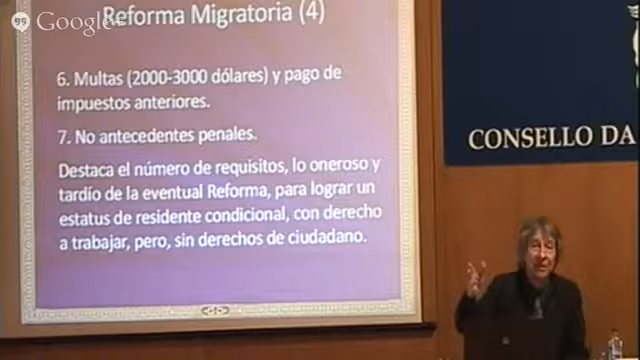 Google+
Reforma Migratoria (4)
6. Multas (2000-3000 dólares) y pago de
impuestos anteriores.
7. No antecedentes penales.
Destaca el número de requisitos, lo oneroso y
tardío de la eventual Reforma, para lograr un
estatus de residente condicional, con derecho
a trabajar, pero, sin derechos de ciudadano.
CONSELLO DA